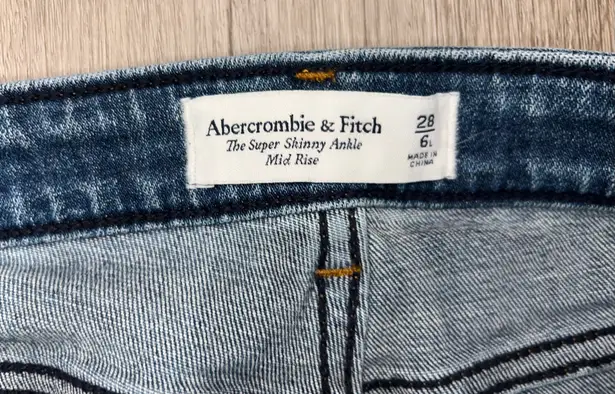 Abercrombie & Fitch
The Super Skinny Ankle
Mid Rise
28
6L
MADE IN
CHINA